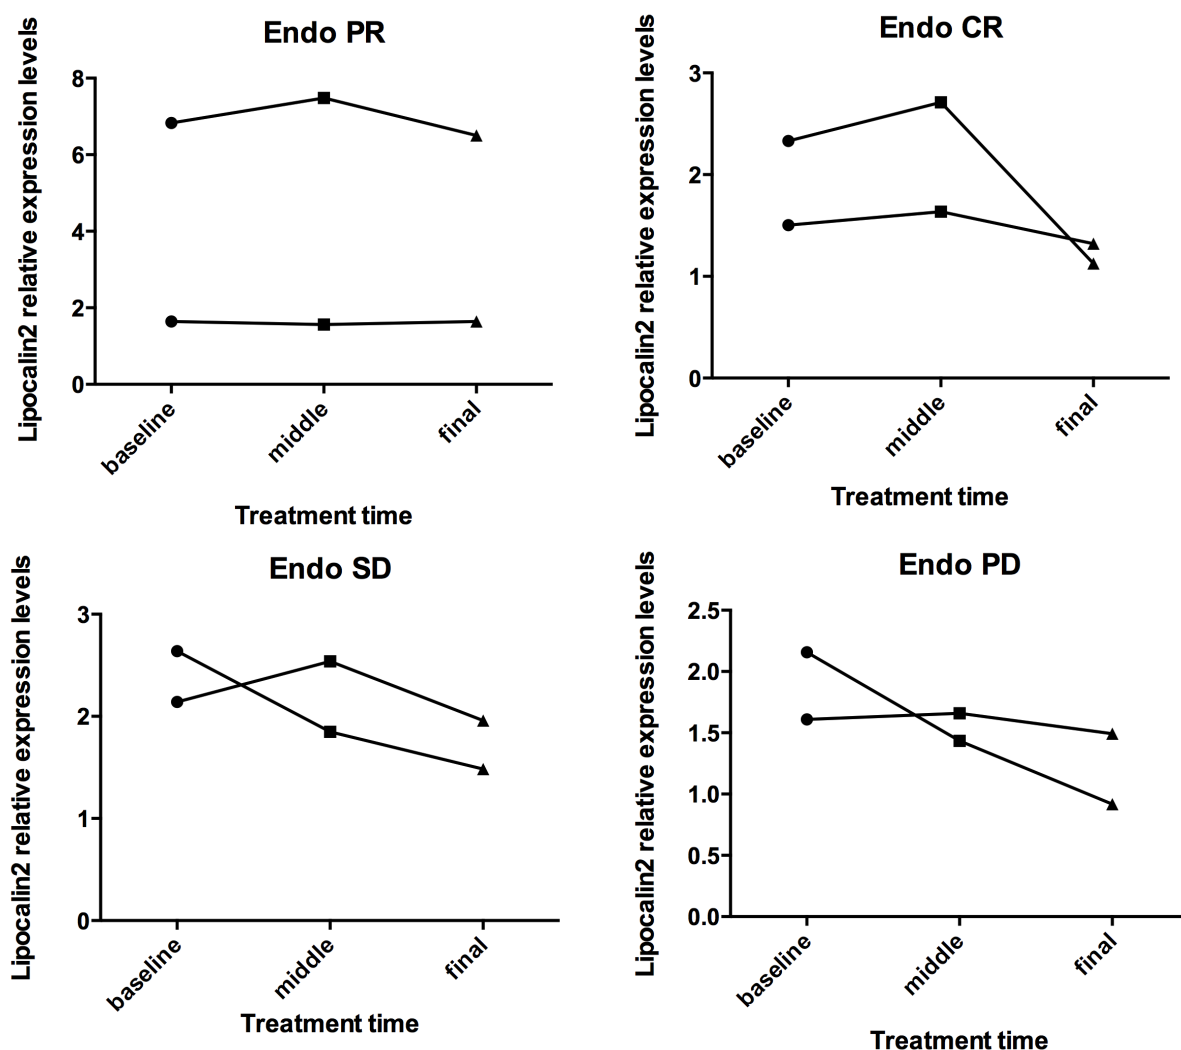 Endo PR
Lipocalin2 relative expression levels
8
6
4
2
0
baseline
middle
final
Treatment time
Endo CR
Lipocalin2 relative expression levels
3
2
1
0
baseline
middle
final
Treatment time
Endo SD
Lipocalin2 relative expression levels
3
2
1
0
baseline
middle
final
Treatment time
Endo PD
Lipocalin2 relative expression levels
2.5
2.0
1.5
1.0
0.5
0.0
baseline
middle
final
Treatment time